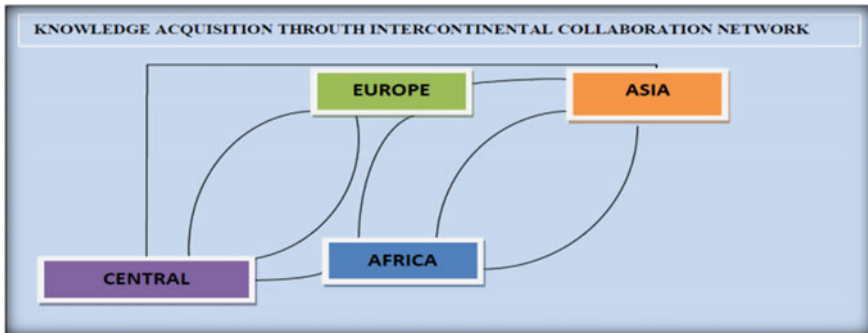 KNOWLEDGE ACQUISITION THROUTH INTERCONTINENTAL COLLABORATION NETWORK
EUROPE
ASIA
AFRICA
CENTRAL